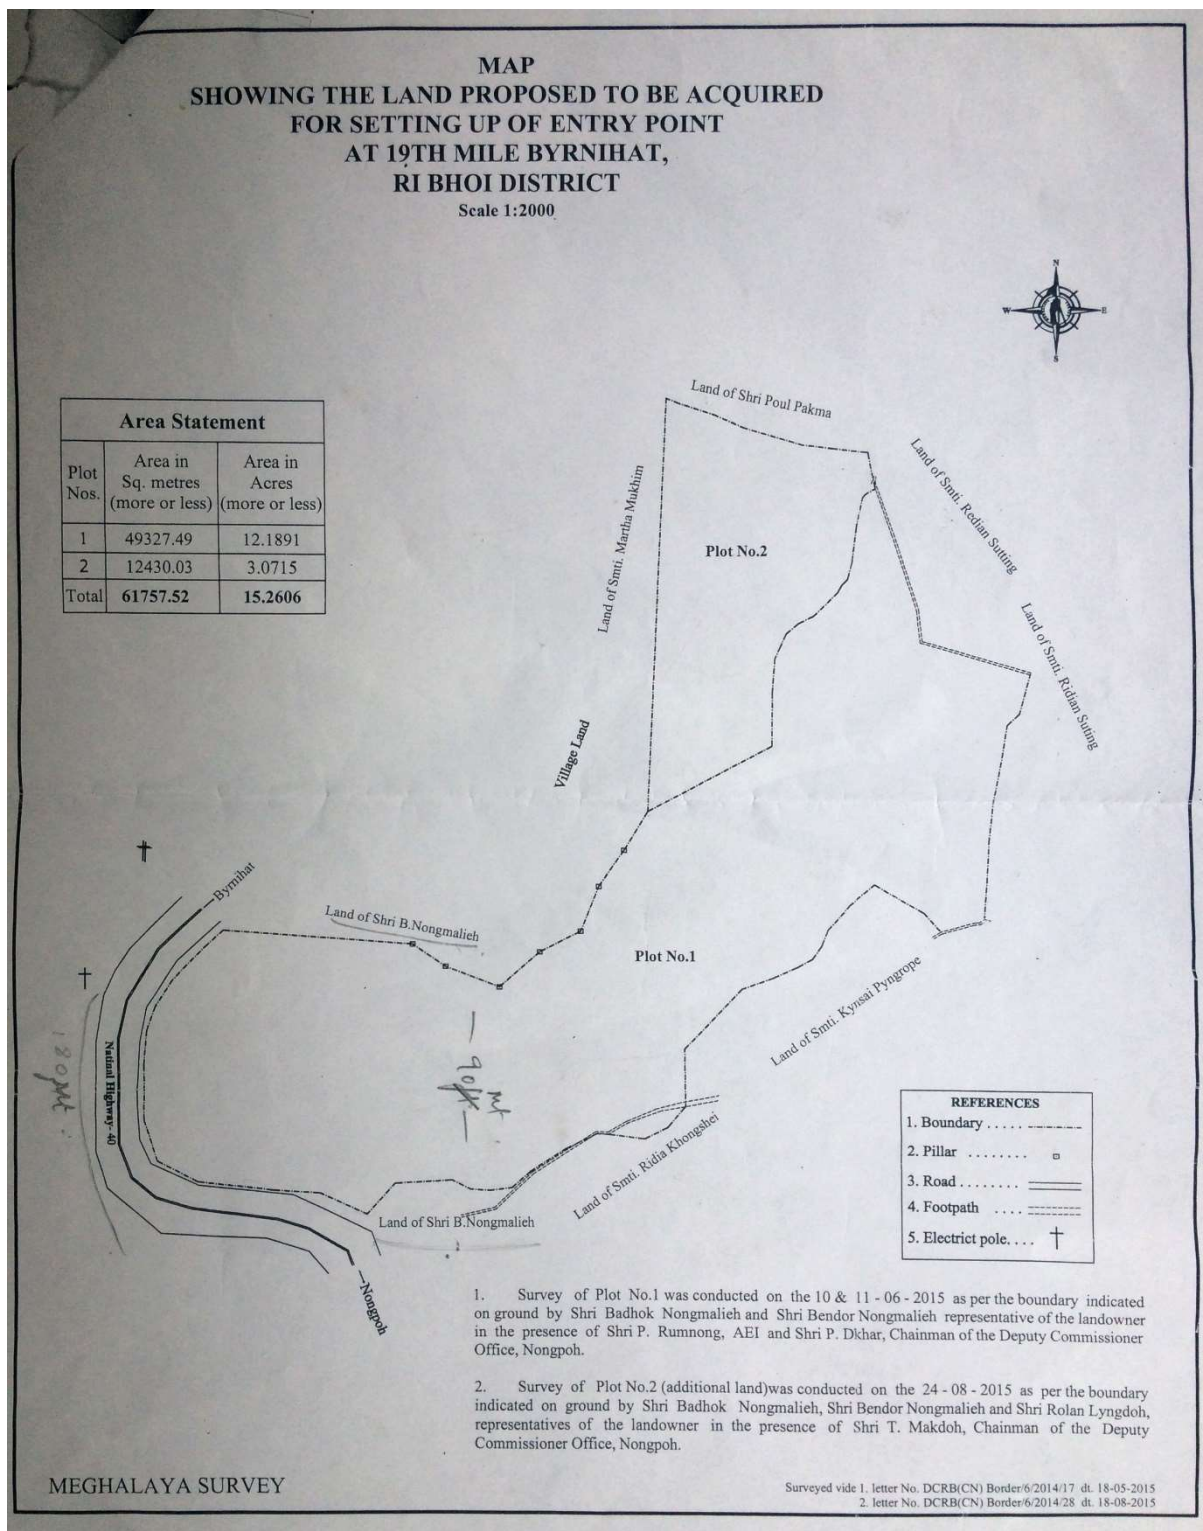 MAP
SHOWING THE LAND PROPOSED TO BE ACQUIRED
FOR SETTING UP OF ENTRY POINT
AT 19TH MILE BYRNIHAT,
RI BHOI DISTRICT
Scale 1:2000
N
W E
S
Area Statement
Plot Nos. Area in Sq. metres (more or less) Area in Acres (more or less)
1 49327.49 12.1891
2 12430.03 3.0715
Total 61757.52 15.2606
Land of Shri Poul Pakma
Land of Smti. Martha Mukhim
Land of Smti. Redian Sutting
Plot No.2
Land of Smti. Ridian Suting
Village Land
Byrnihat
Land of Shri B.Nongmalieh
Plot No.1
Land of Smti. Kynsai Pyngrope
Natinal Highway- 40
90 mt
Land of Smti. Ridia Khongshei
Land of Shri B.Nongmalieh
Nongpoh
REFERENCES
1. Boundary .....
2. Pillar ........
3. Road ........
4. Footpath ....
5. Electrict pole....
1. Survey of Plot No.1 was conducted on the 10 & 11 - 06 - 2015 as per the boundary indicated
on ground by Shri Badhok Nongmalieh and Shri Bendor Nongmalieh representative of the landowner
in the presence of Shri P. Rumnong, AEI and Shri P. Dkhar, Chainman of the Deputy Commissioner
Office, Nongpoh.
2. Survey of Plot No.2 (additional land)was conducted on the 24 - 08 - 2015 as per the boundary
indicated on ground by Shri Badhok Nongmalieh, Shri Bendor Nongmalieh and Shri Rolan Lyngdoh,
representatives of the landowner in the presence of Shri T. Makdoh, Chainman of the Deputy
Commissioner Office, Nongpoh.
MEGHALAYA SURVEY
Surveyed vide 1. letter No. DCRB(CN) Border/6/2014/17 dt. 18-05-2015
2. letter No. DCRB(CN) Border/6/2014/28 dt. 18-08-2015